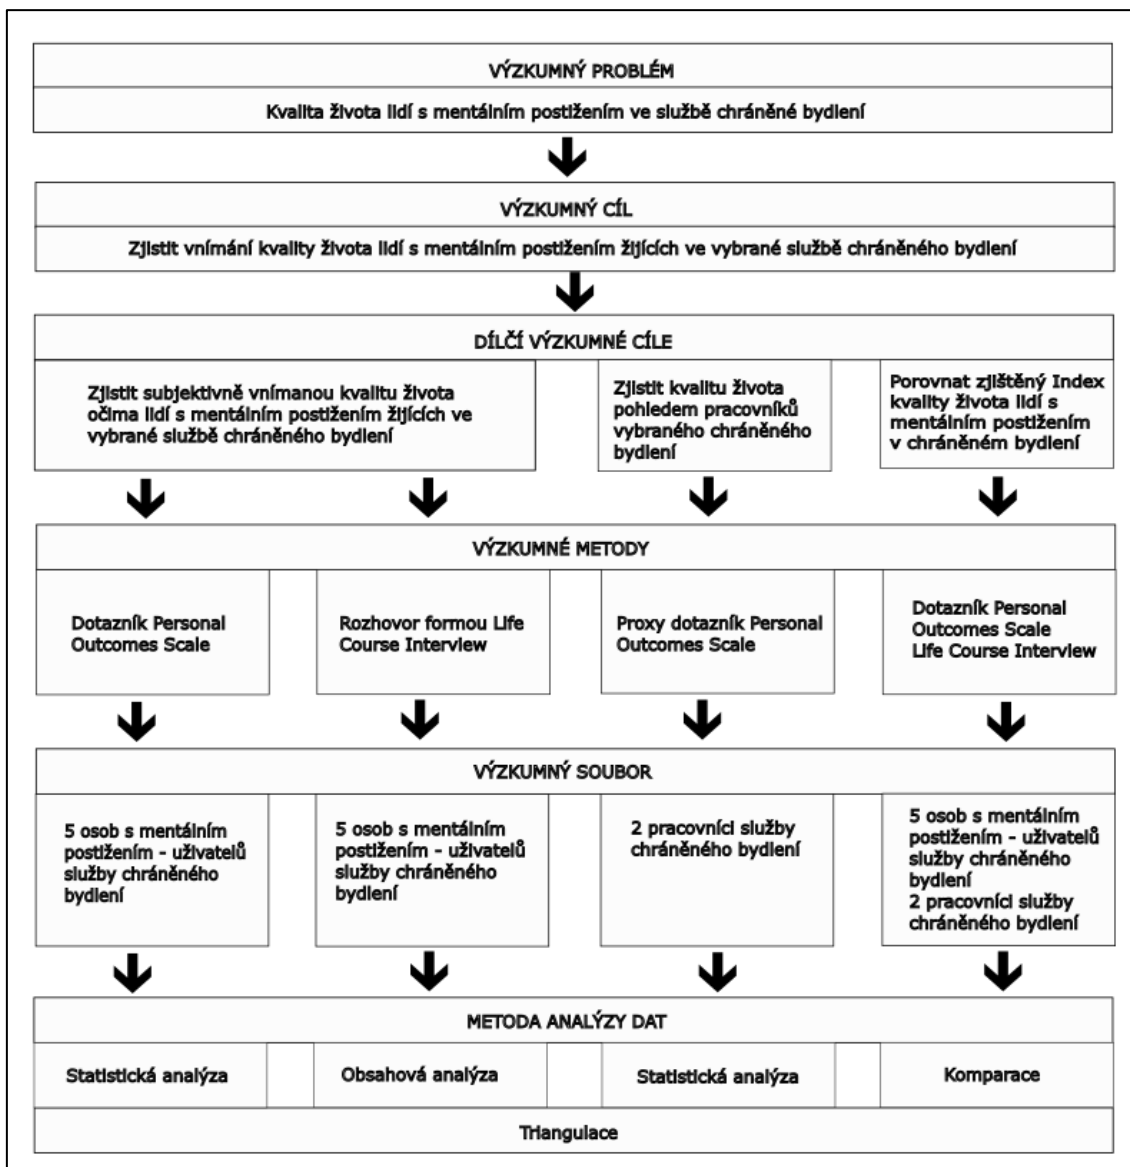 VÝZKUMNÝ PROBLÉM
Kvalita života lidí s mentálním postižením ve službě chráněné bydlení
VÝZKUMNÝ CÍL
Zjistit vnímání kvality života lidí s mentálním postižením žijících ve vybrané službě chráněného bydlení
DÍLČÍ VÝZKUMNÉ CÍLE
Zjistit subjektivně vnímanou kvalitu života
očima lidí s mentálním postižením žijících ve
vybrané službě chráněného bydlení
Zjistit kvalitu života
pohledem pracovníků
vybraného chráněného
bydlení
Porovnat zjištěný Index
kvality života lidí s
mentálním postižením
v chráněném bydlení
VÝZKUMNÉ METODY
Dotazník Personal
Outcomes Scale
Rozhovor formou Life
Course Interview
Proxy dotazník Personal
Outcomes Scale
Dotazník Personal
Outcomes Scale
Life Course Interview
VÝZKUMNÝ SOUBOR
5 osob s mentálním
postižením - uživatelů
služby chráněného
bydlení
5 osob s mentálním
postižením - uživatelů
služby chráněného
bydlení
2 pracovníci služby
chráněného bydlení
5 osob s mentálním
postižením - uživatelů
služby chráněného
bydlení
2 pracovníci služby
chráněného bydlení
METODA ANALÝZY DAT
Statistická analýza
Obsahová analýza
Statistická analýza
Komparace
Triangulace